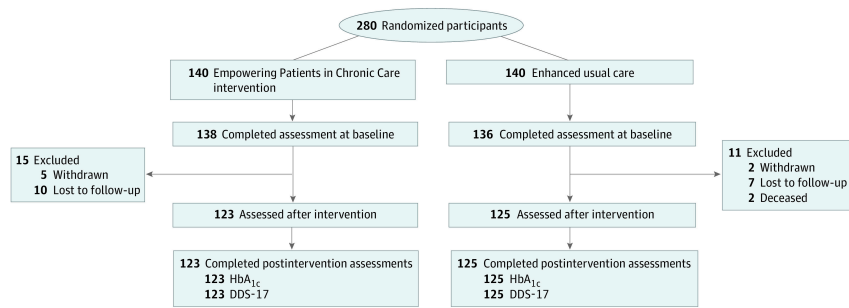 280 Randomized participants
140 Empowering Patients in Chronic Care
intervention
140 Enhanced usual care
138 Completed assessment at baseline
136 Completed assessment at baseline
15 Excluded
5 Withdrawn
10 Lost to follow-up
11 Excluded
2 Withdrawn
7 Lost to follow-up
2 Deceased
123 Assessed after intervention
125 Assessed after intervention
123 Completed postintervention assessments
123 HbA1c
123 DDS-17
125 Completed postintervention assessments
125 HbA1c
125 DDS-17